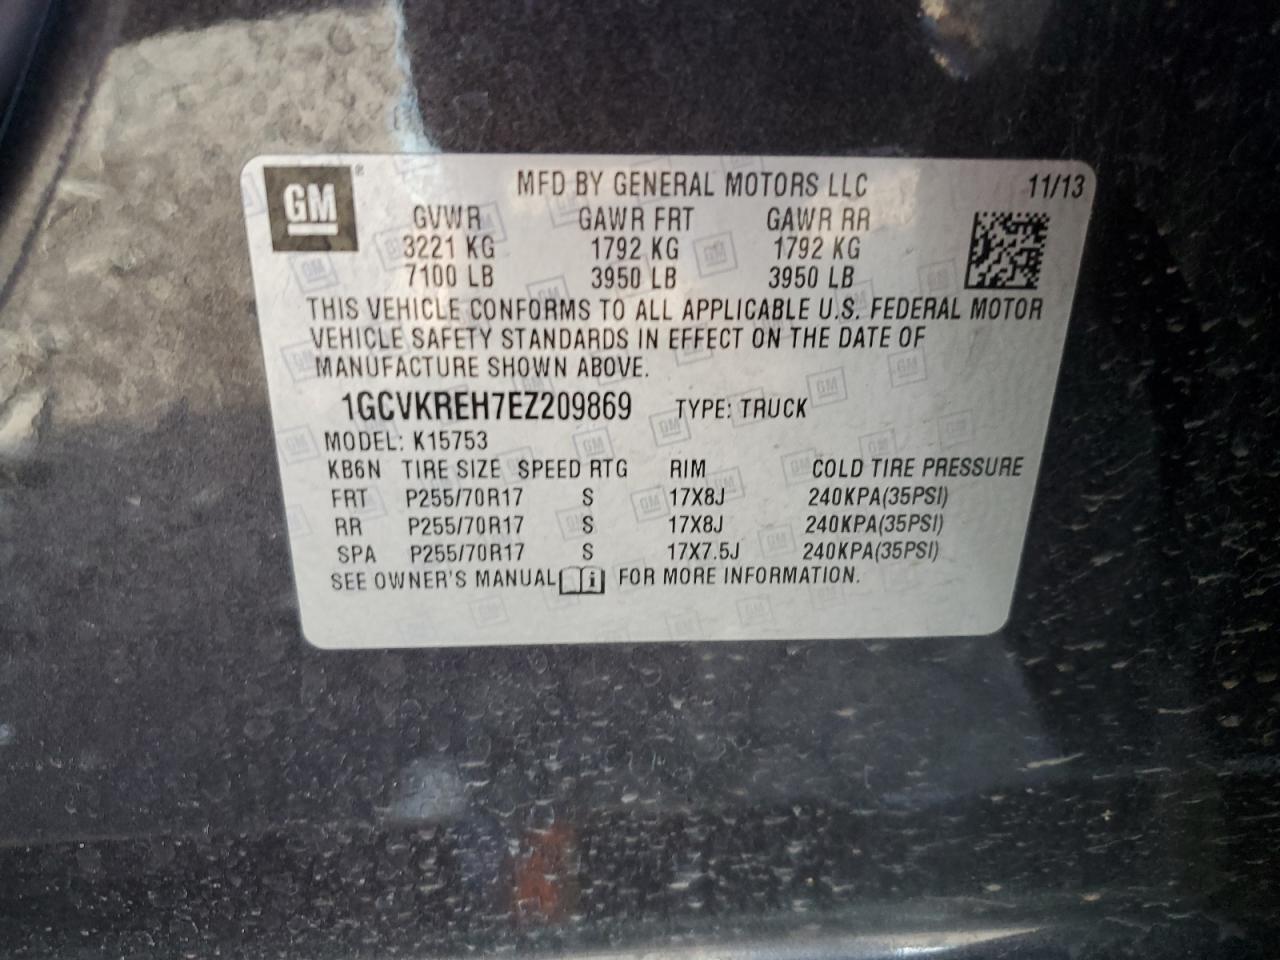 GM ® MFD BY GENERAL MOTORS LLC 11/13
GVWR GAWR FRT GAWR RR
3221 KG 1792 KG 1792 KG
7100 LB 3950 LB 3950 LB
THIS VEHICLE CONFORMS TO ALL APPLICABLE U.S. FEDERAL MOTOR
VEHICLE SAFETY STANDARDS IN EFFECT ON THE DATE OF
MANUFACTURE SHOWN ABOVE.
1GCVKREH7EZ209869 TYPE: TRUCK
MODEL: K15753
KB6N TIRE SIZE SPEED RTG RIM COLD TIRE PRESSURE
FRT P255/70R17 S 17X8J 240KPA(35PSI)
RR P255/70R17 S 17X8J 240KPA(35PSI)
SPA P255/70R17 S 17X7.5J 240KPA(35PSI)
SEE OWNER'S MANUAL FOR MORE INFORMATION.